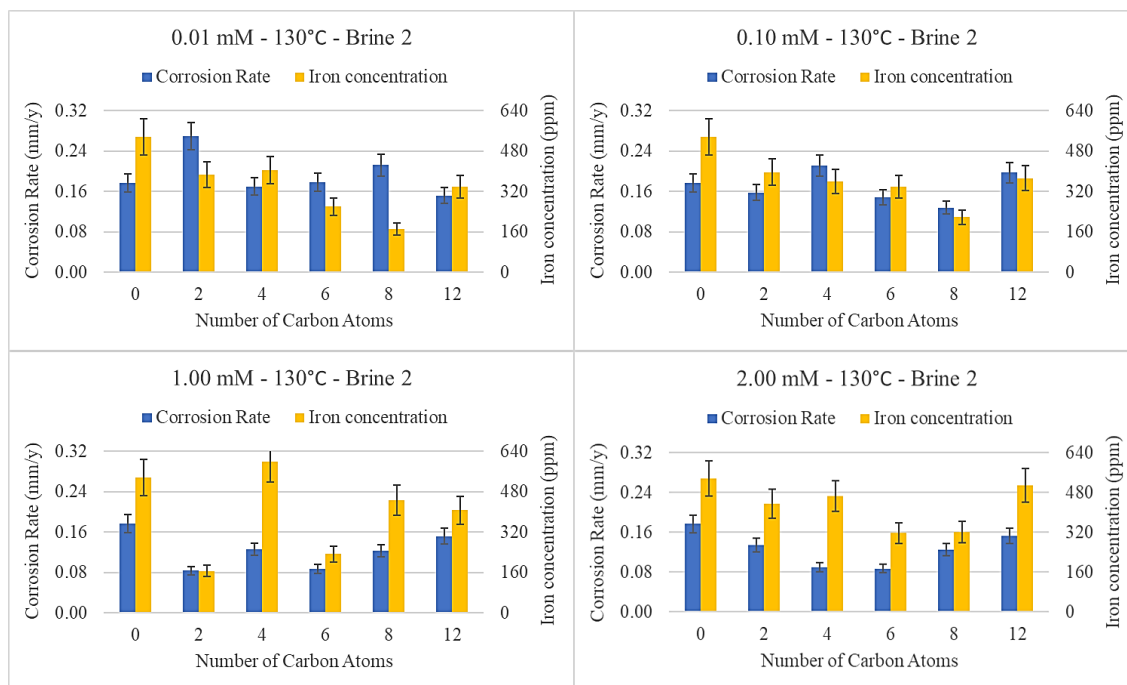 0.01 mM - 130°C - Brine 2
Corrosion Rate Iron concentration
Corrosion Rate (mm/y)
0.32
0.24
0.16
0.08
0.00
640
480
320
160
0
Iron concentration (ppm)
0 2 4 6 8 12
Number of Carbon Atoms
0.10 mM - 130°C - Brine 2
Corrosion Rate Iron concentration
Corrosion Rate (mm/y)
0.32
0.24
0.16
0.08
0.00
640
480
320
160
0
Iron concentration (ppm)
0 2 4 6 8 12
Number of Carbon Atoms
1.00 mM - 130°C - Brine 2
Corrosion Rate Iron concentration
Corrosion Rate (mm/y)
0.32
0.24
0.16
0.08
0.00
640
480
320
160
0
Iron concentration (ppm)
0 2 4 6 8 12
Number of Carbon Atoms
2.00 mM - 130°C - Brine 2
Corrosion Rate Iron concentration
Corrosion Rate (mm/y)
0.32
0.24
0.16
0.08
0.00
640
480
320
160
0
Iron concentration (ppm)
0 2 4 6 8 12
Number of Carbon Atoms